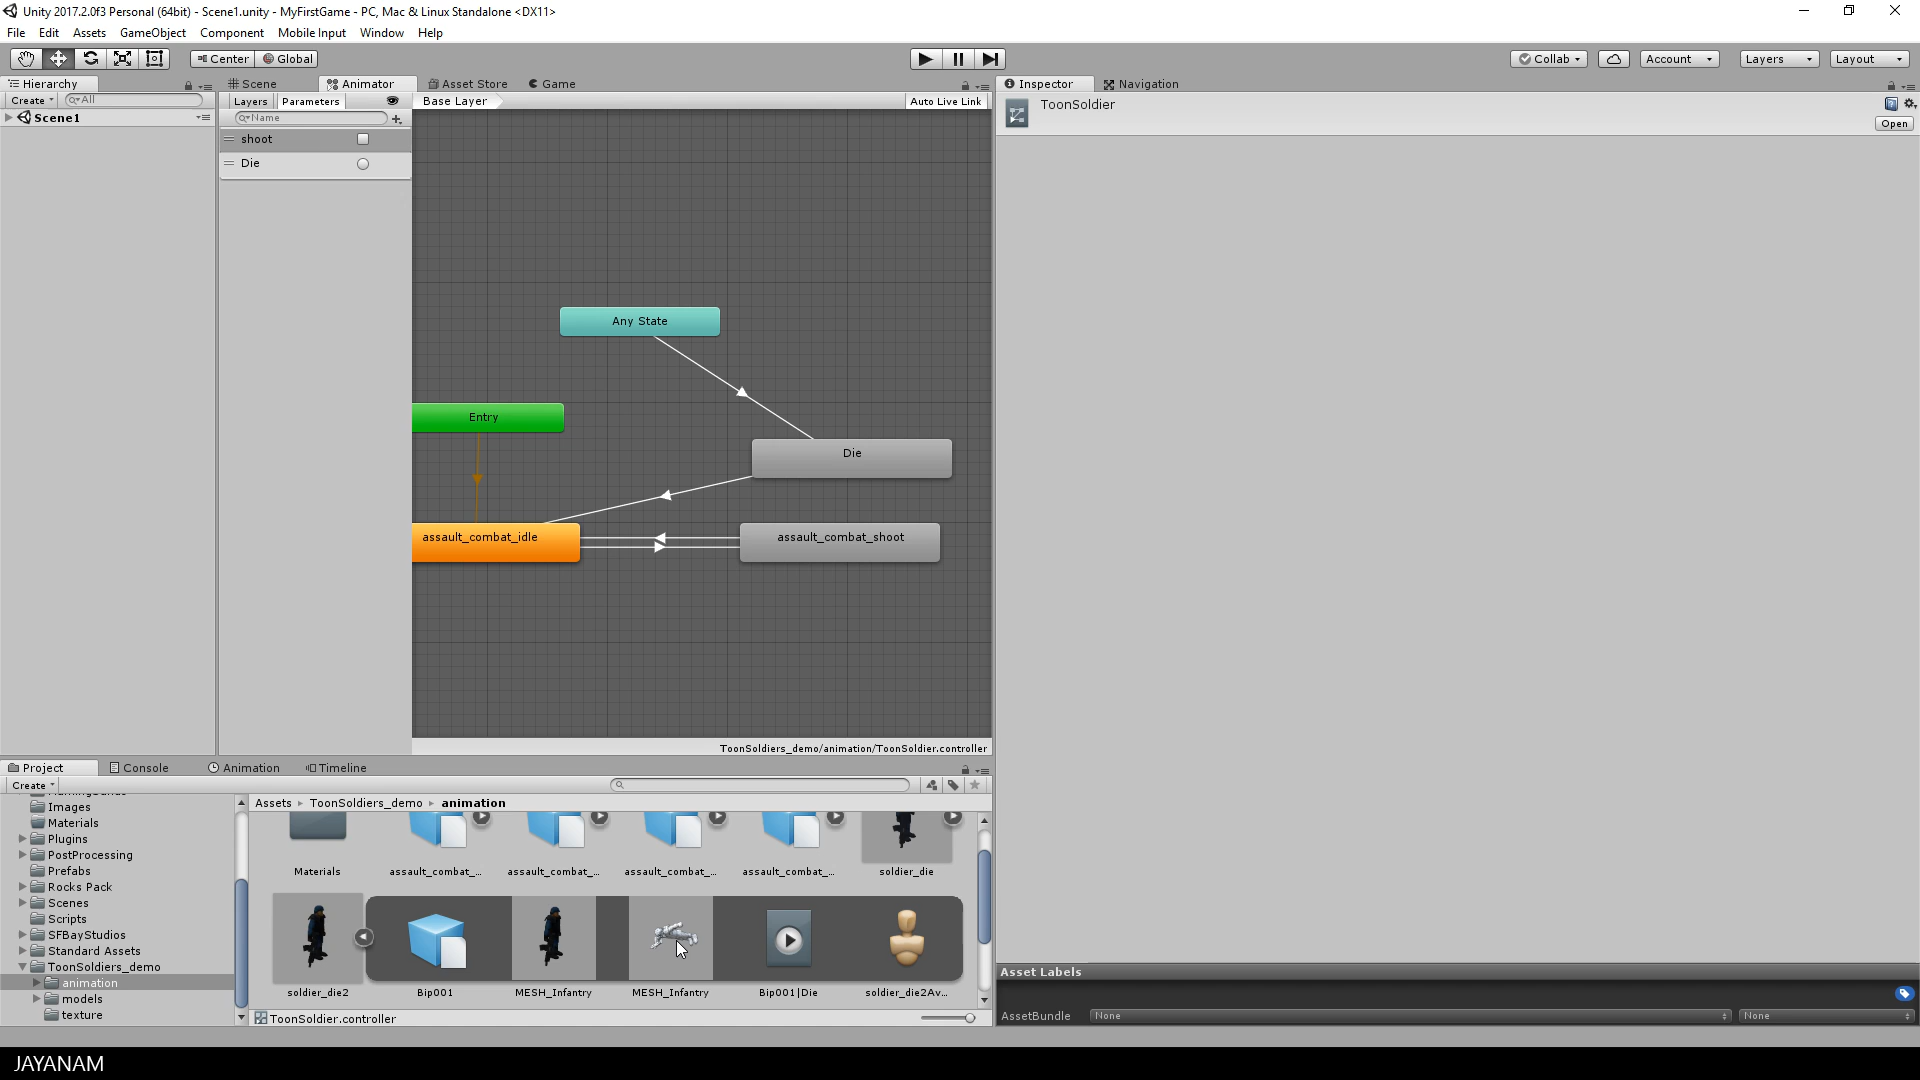 Unity 2017.2.0f3 Personal (64bit) - Scene1.unity - MyFirstGame - PC, Mac & Linux Standalone <DX11>
File Edit Assets GameObject Component Mobile Input Window Help
Center Global Collab Account Layers Layout
Hierarchy Scene Animator Asset Store Game Inspector Navigation
Create All Layers Parameters Base Layer Auto Live Link
ToonSoldier
Open
Scene1
Name
shoot
Die
Any State
Entry
Die
assault_combat_idle
assault_combat_shoot
ToonSoldiers_demo/animation/ToonSoldier.controller
Project Console Animation Timeline
Create
Assets ToonSoldiers_demo animation
Images
Materials
Plugins
PostProcessing
Prefabs
Rocks Pack
Scenes
Scripts
SFBayStudios
Standard Assets
ToonSoldiers_demo
animation
models
texture
Materials assault_combat_... assault_combat_... assault_combat_... assault_combat_... soldier_die
soldier_die2 Bip001 MESH_Infantry MESH_Infantry Bip001|Die soldier_die2Av...
ToonSoldier.controller
Asset Labels
AssetBundle None None
JAYANAM